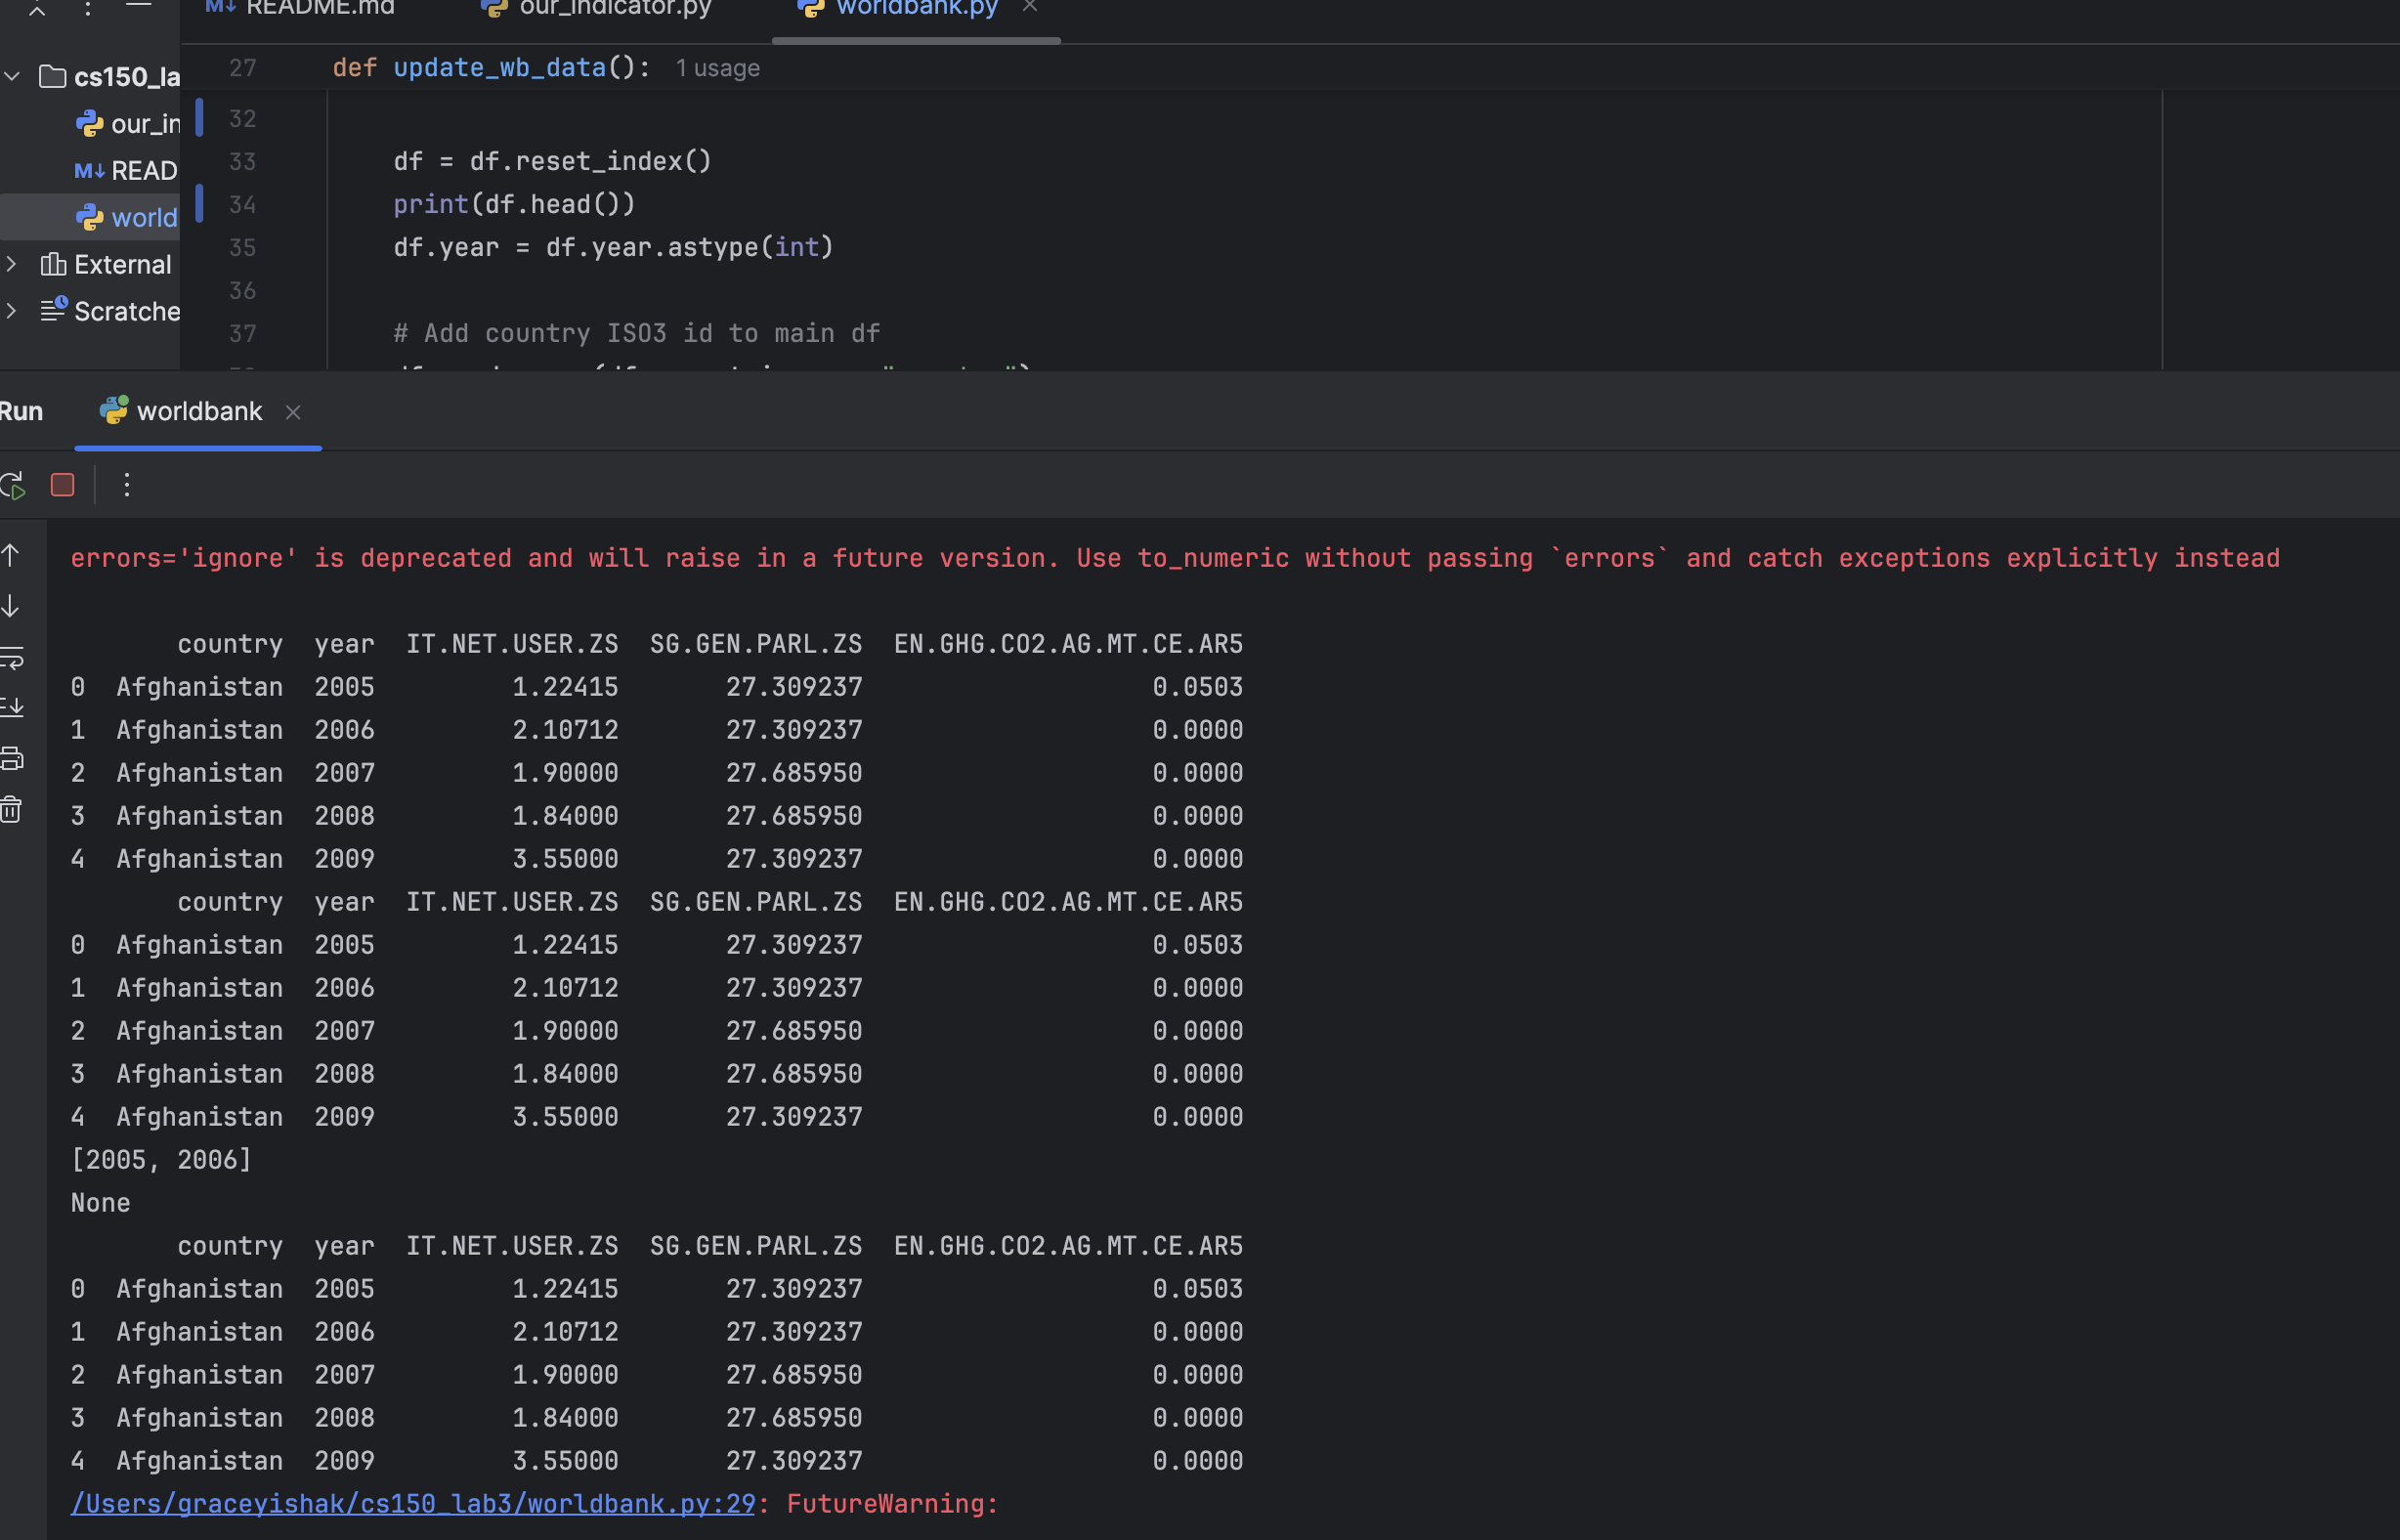 README.md our_indicator.py worldbank.py
cs150_la
our_in
READ
world
External
Scratche
27 def update_wb_data(): 1 usage
32
33 df = df.reset_index()
34 print(df.head())
35 df.year = df.year.astype(int)
36
37 # Add country ISO3 id to main df
Run worldbank
errors='ignore' is deprecated and will raise in a future version. Use to_numeric without passing `errors` and catch exceptions explicitly instead
country year IT.NET.USER.ZS SG.GEN.PARL.ZS EN.GHG.CO2.AG.MT.CE.AR5
0 Afghanistan 2005 1.22415 27.309237 0.0503
1 Afghanistan 2006 2.10712 27.309237 0.0000
2 Afghanistan 2007 1.90000 27.685950 0.0000
3 Afghanistan 2008 1.84000 27.685950 0.0000
4 Afghanistan 2009 3.55000 27.309237 0.0000
country year IT.NET.USER.ZS SG.GEN.PARL.ZS EN.GHG.CO2.AG.MT.CE.AR5
0 Afghanistan 2005 1.22415 27.309237 0.0503
1 Afghanistan 2006 2.10712 27.309237 0.0000
2 Afghanistan 2007 1.90000 27.685950 0.0000
3 Afghanistan 2008 1.84000 27.685950 0.0000
4 Afghanistan 2009 3.55000 27.309237 0.0000
[2005, 2006]
None
country year IT.NET.USER.ZS SG.GEN.PARL.ZS EN.GHG.CO2.AG.MT.CE.AR5
0 Afghanistan 2005 1.22415 27.309237 0.0503
1 Afghanistan 2006 2.10712 27.309237 0.0000
2 Afghanistan 2007 1.90000 27.685950 0.0000
3 Afghanistan 2008 1.84000 27.685950 0.0000
4 Afghanistan 2009 3.55000 27.309237 0.0000
/Users/graceyishak/cs150_lab3/worldbank.py:29: FutureWarning: